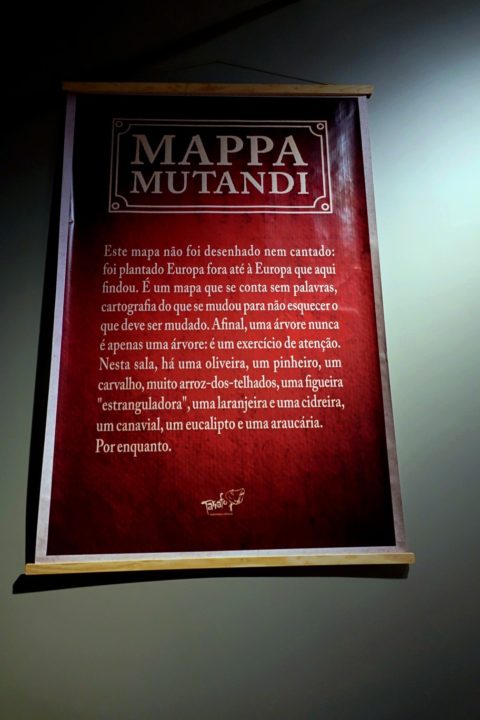 MAPPA
MUTANDI
Este mapa não foi desenhado nem cantado:
foi plantado Europa fora até à Europa que aqui
findou. É um mapa que se conta sem palavras,
cartografia do que se mudou para não esquecer o
que deve ser mudado. Afinal, uma árvore nunca
é apenas uma árvore: é um exercício de atenção.
Nesta sala, há uma oliveira, um pinheiro, um
carvalho, muito arroz-dos-telhados, uma figueira
"estranguladora", uma laranjeira e uma cidreira,
um canavial, um eucalipto e uma araucária.
Por enquanto.